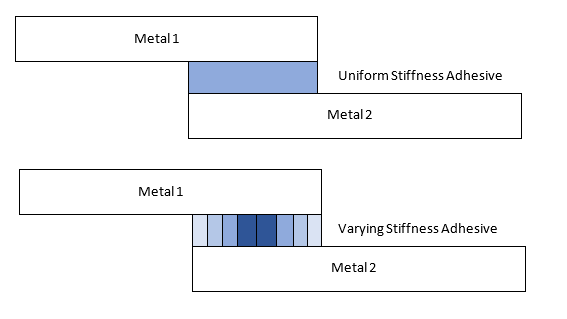 Metal 1
Uniform Stiffness Adhesive
Metal 2
Metal 1
Varying Stiffness Adhesive
Metal 2